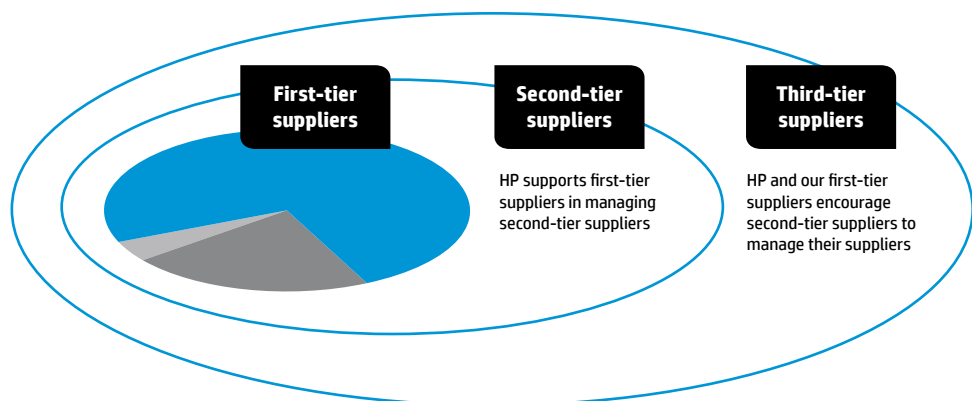 First-tier
suppliers
Second-tier
suppliers
HP supports first-tier
suppliers in managing
second-tier suppliers
Third-tier
suppliers
HP and our first-tier
suppliers encourage
second-tier suppliers to
manage their suppliers